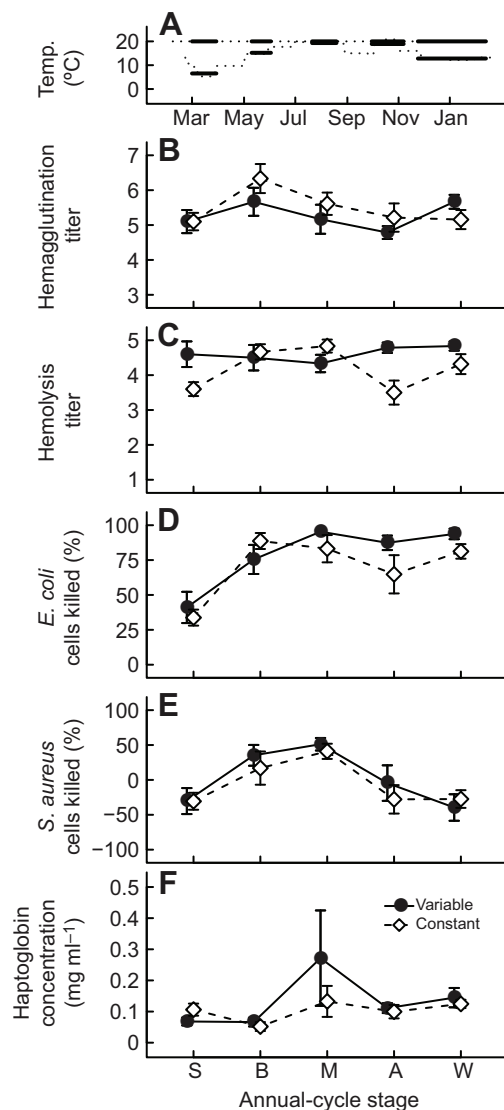 A
Temp.
(ºC)
20
10
0
Mar May Jul Sep Nov Jan
B
Hemagglutination
titer
7
6
5
4
3
C
Hemolysis
titer
5
4
3
2
1
D
E. coli
cells killed (%)
100
75
50
25
0
E
S. aureus
cells killed (%)
100
50
0
−50
−100
F
Haptoglobin
concentration
(mg ml−1)
0.5
0.4
0.3
0.2
0.1
0
Variable
Constant
S B M A W
Annual-cycle stage